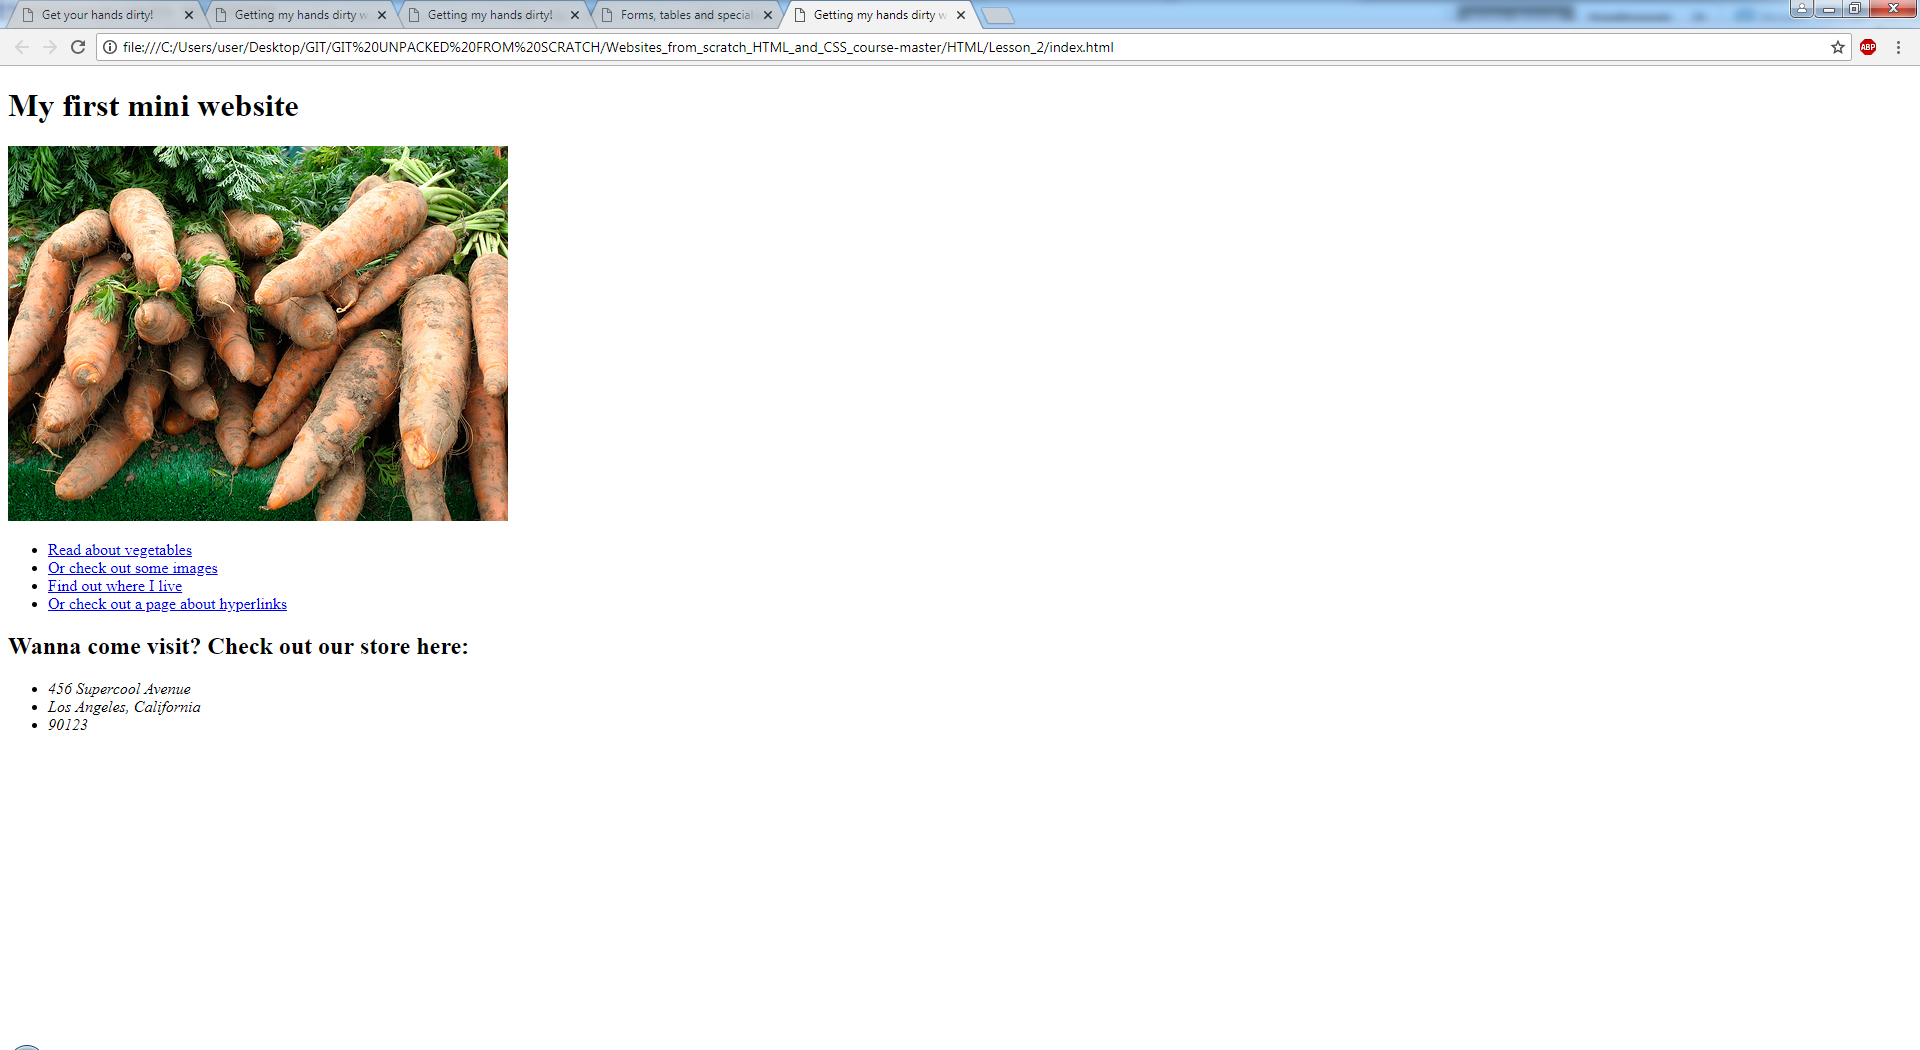 Get your hands dirty!
Getting my hands dirty w
Getting my hands dirty!
Forms, tables and special
Getting my hands dirty w
file:///C:/Users/user/Desktop/GIT/GIT%20UNPACKED%20FROM%20SCRATCH/Websites_from_scratch_HTML_and_CSS_course-master/HTML/Lesson_2/index.html
ABP
My first mini website
Read about vegetables
Or check out some images
Find out where I live
Or check out a page about hyperlinks
Wanna come visit? Check out our store here:
456 Supercool Avenue
Los Angeles, California
90123